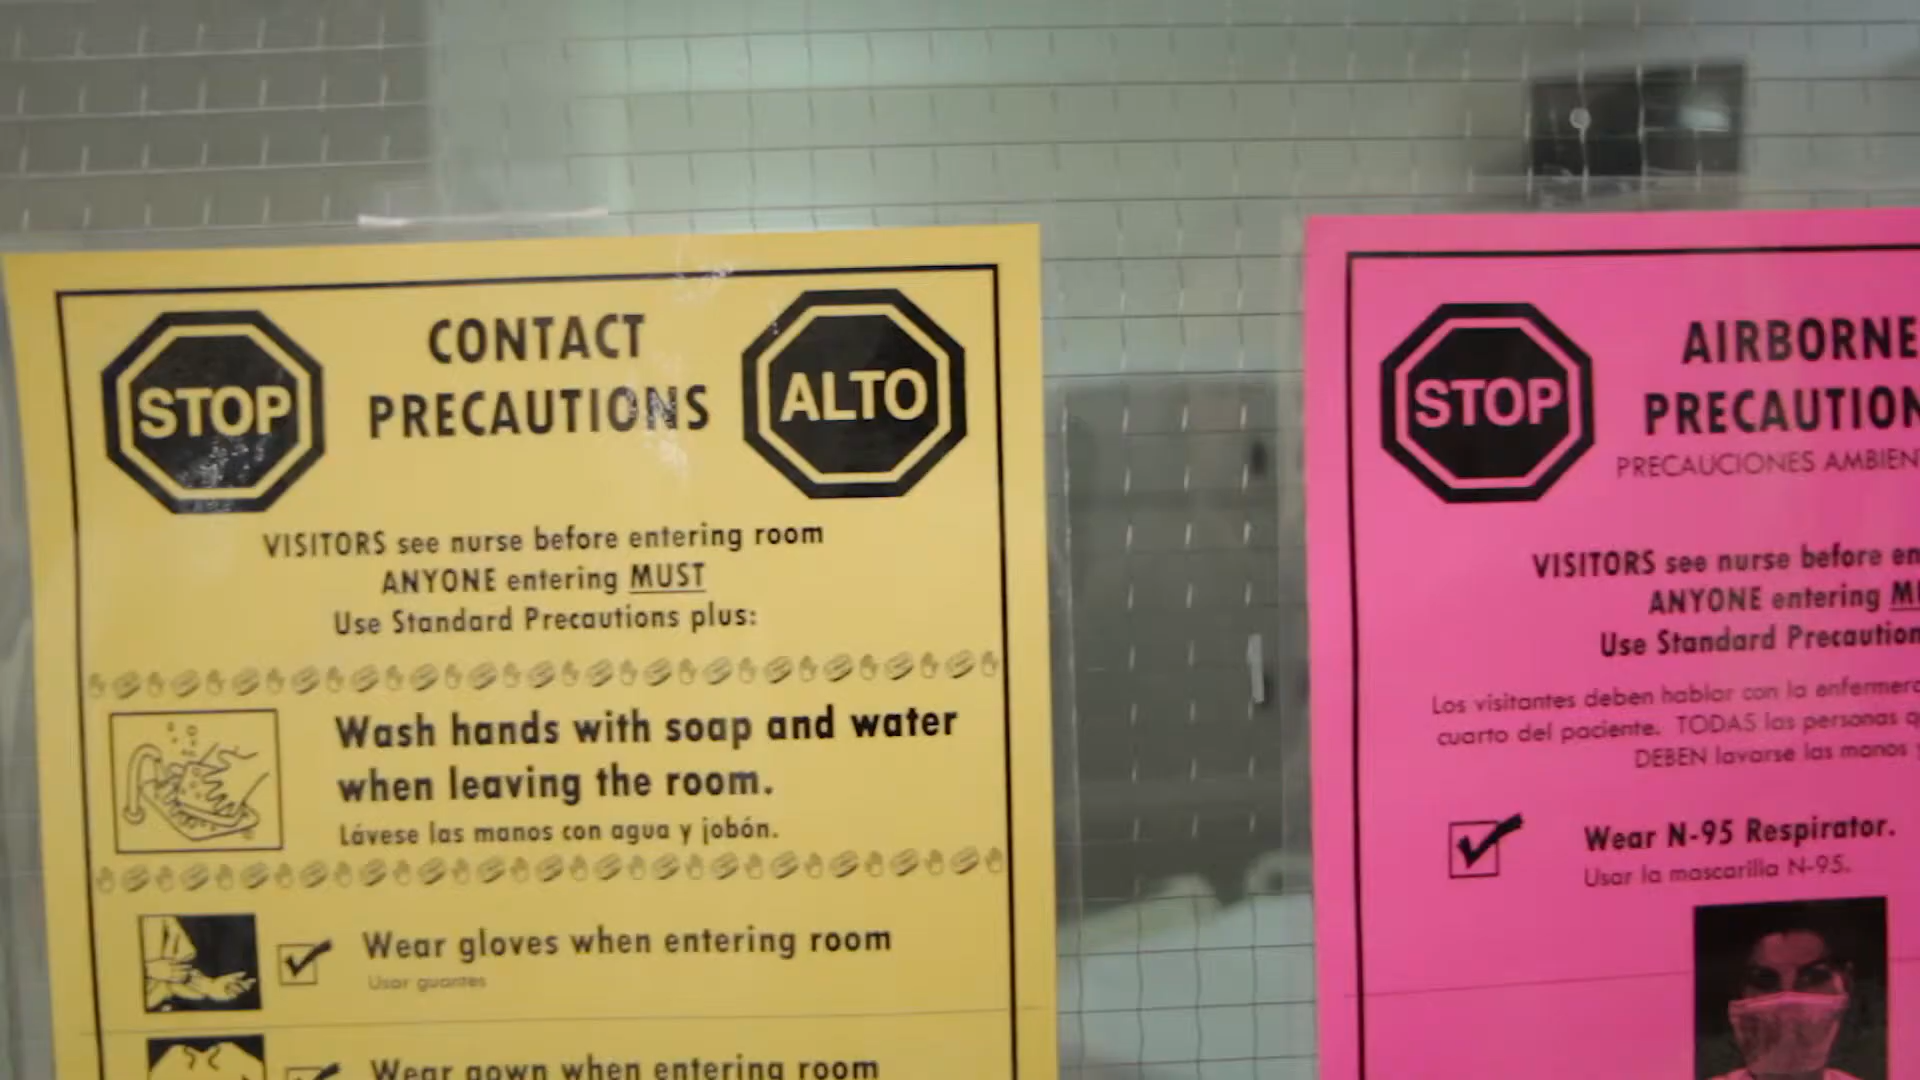 STOP
CONTACT
PRECAUTIONS
ALTO
VISITORS see nurse before entering room
ANYONE entering MUST
Use Standard Precautions plus:
Wash hands with soap and water
when leaving the room.
Lávese las manos con agua y jobón.
Wear gloves when entering room
Usar guantes
Wear gown when entering room
STOP
AIRBORNE
PRECAUTION
PRECAUCIONES AMBIEN
VISITORS see nurse before en
ANYONE entering MU
Use Standard Precaution
Los visitantes deben hablar con la enfermera
cuarto del paciente. TODAS las personas q
DEBEN lavarse las manos y
Wear N-95 Respirator.
Usar la mascarilla N-95.